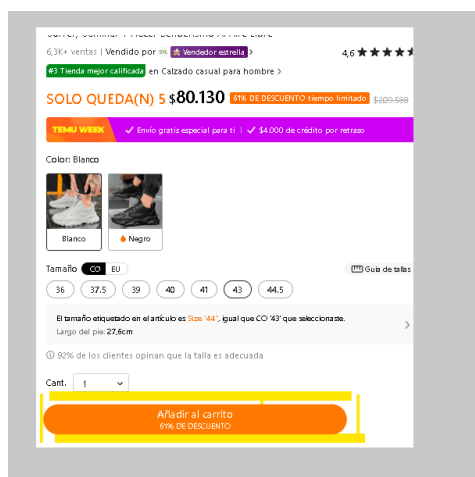 6,3K+ ventas | Vendido por Vendedor estrella >
4,6 ★★★★★
#3 Tienda mejor calificada en Calzado casual para hombre >
SOLO QUEDA(N) 5 $80.130 61% DE DESCUENTO tiempo limitado $209.588
TEMU WEEK ✓ Envío gratis especial para ti | ✓ $4.000 de crédito por retraso
Color: Blanco
Blanco
Negro
Tamaño CO EU
Guía de tallas
36 37.5 39 40 41 43 44.5
El tamaño etiquetado en el artículo es Size '44', igual que CO '43' que seleccionaste.
Largo del pie: 27,6cm
92% de los clientes opinan que la talla es adecuada
Cant. 1
Añadir al carrito
61% DE DESCUENTO